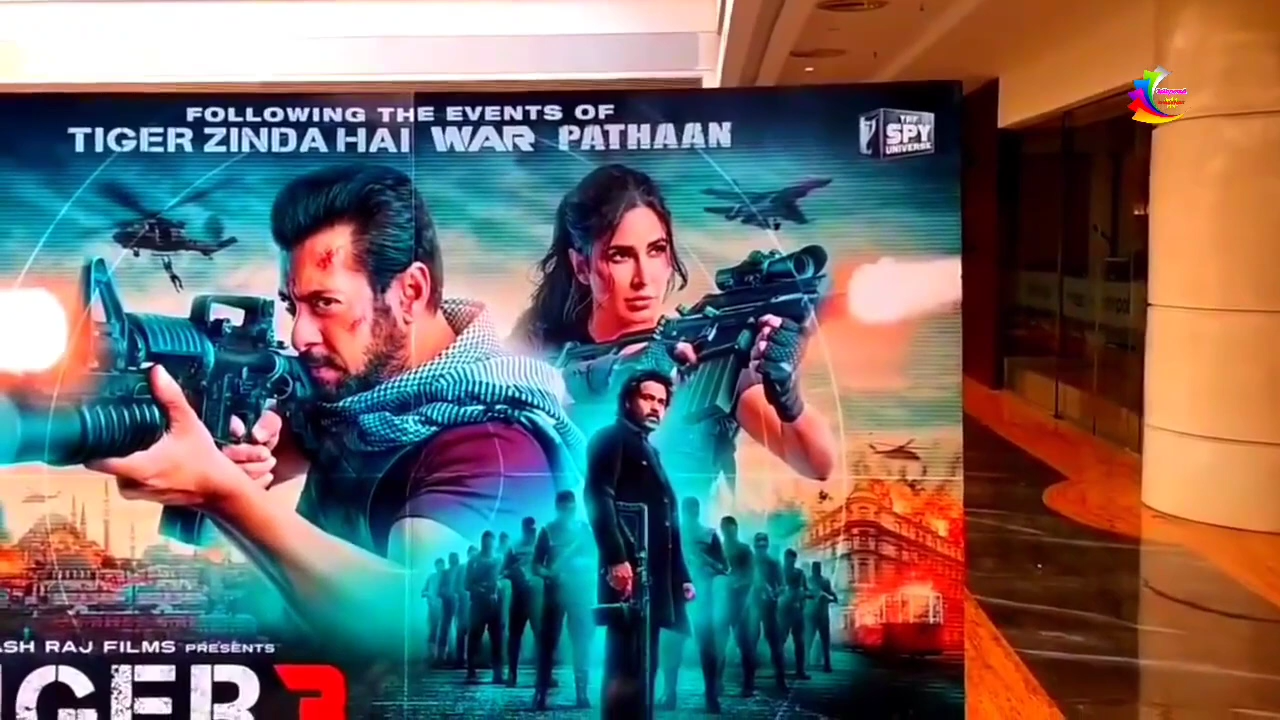 FOLLOWING THE EVENTS OF
TIGER ZINDA HAI WAR PATHAAN
YRF
SPY
UNIVERSE
ASH RAJ FILMS PRESENTS
IGER 3